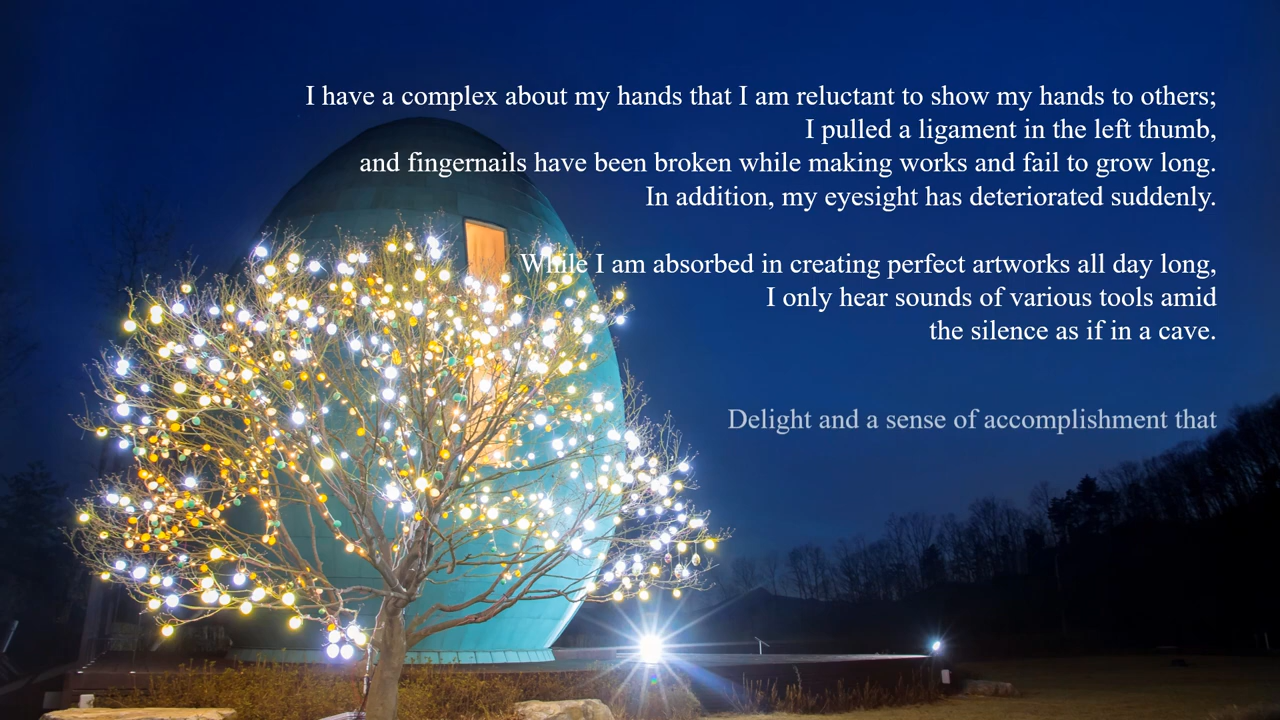 I have a complex about my hands that I am reluctant to show my hands to others;
I pulled a ligament in the left thumb,
and fingernails have been broken while making works and fail to grow long.
In addition, my eyesight has deteriorated suddenly.
While I am absorbed in creating perfect artworks all day long,
I only hear sounds of various tools amid
the silence as if in a cave.
Delight and a sense of accomplishment that